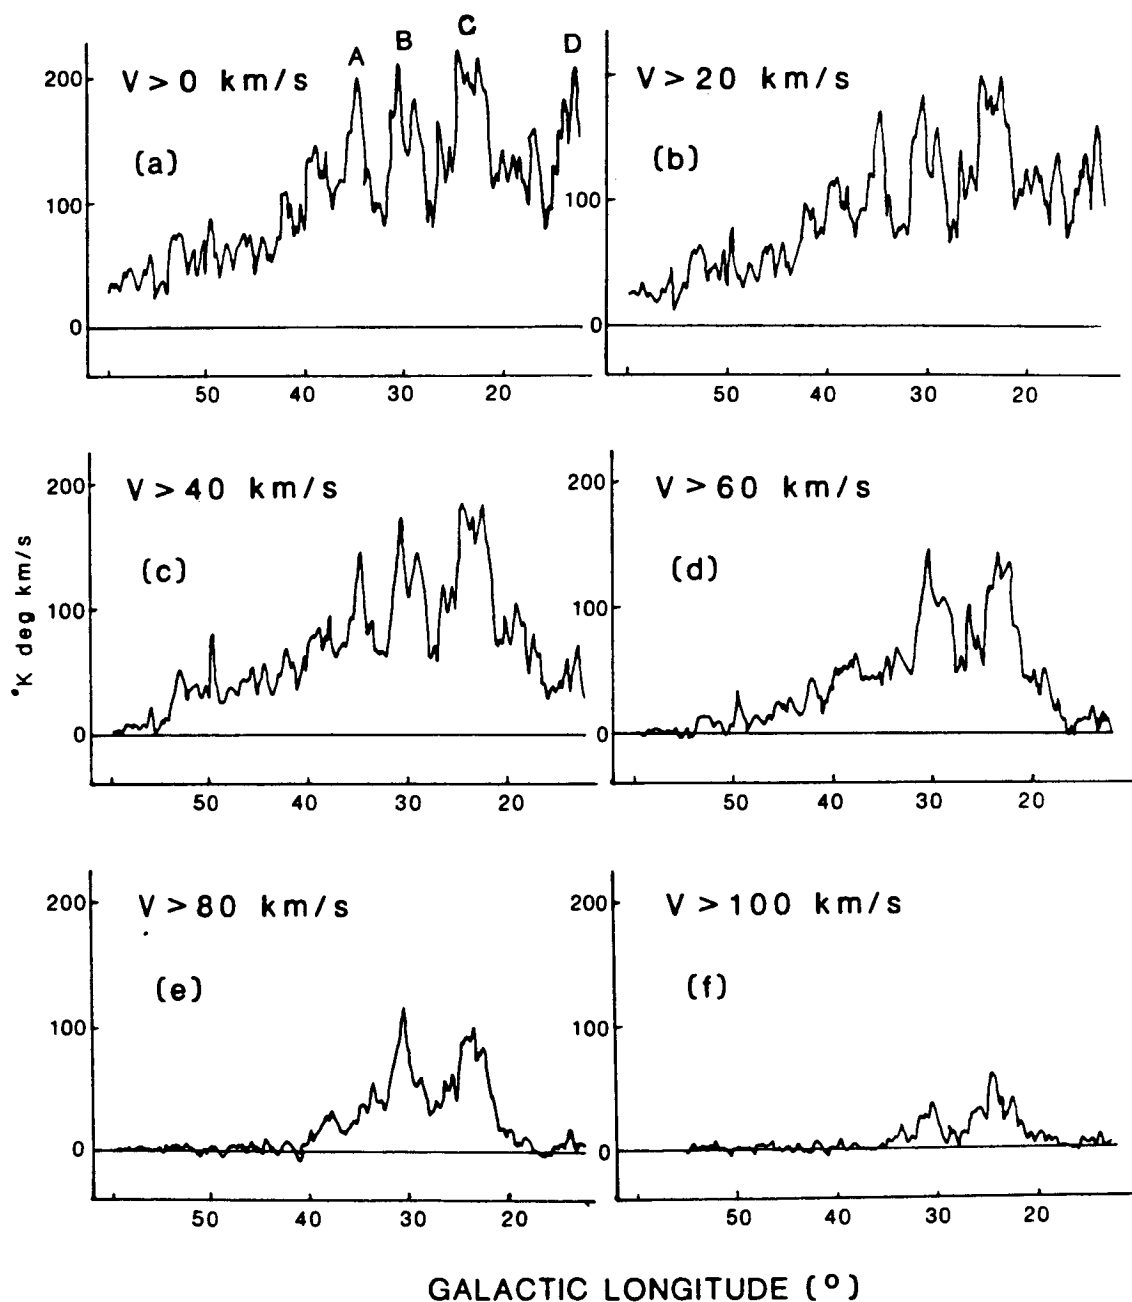 A B C D
V > 0 km/s
(a)
200
100
0
50 40 30 20
V > 20 km/s
(b)
100
0
50 40 30 20
V > 40 km/s
(c)
200
100
0
50 40 30 20
V > 60 km/s
(d)
200
100
0
50 40 30 20
°K deg km/s
V > 80 km/s
(e)
200
100
0
50 40 30 20
V > 100 km/s
(f)
200
100
0
50 40 30 20
GALACTIC LONGITUDE (°)